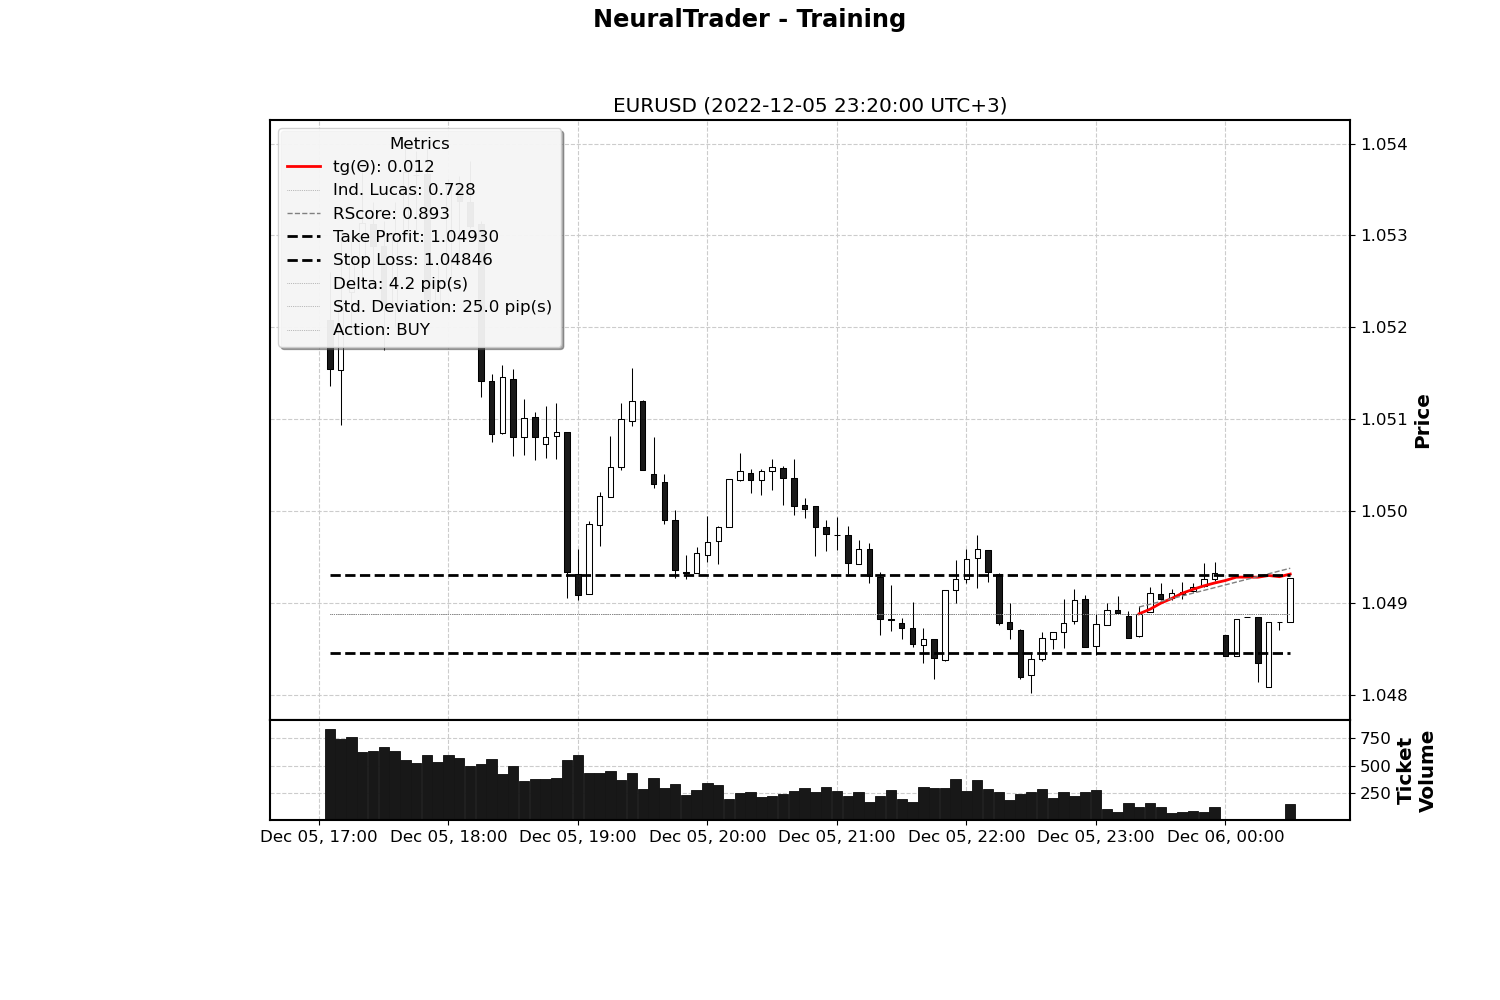 NeuralTrader - Training
EURUSD (2022-12-05 23:20:00 UTC+3)
Metrics
tg(Θ): 0.012
Ind. Lucas: 0.728
RScore: 0.893
Take Profit: 1.04930
Stop Loss: 1.04846
Delta: 4.2 pip(s)
Std. Deviation: 25.0 pip(s)
Action: BUY
1.054
1.053
1.052
1.051
1.050
1.049
1.048
Price
750
500
250
Ticket
Volume
Dec 05, 17:00
Dec 05, 18:00
Dec 05, 19:00
Dec 05, 20:00
Dec 05, 21:00
Dec 05, 22:00
Dec 05, 23:00
Dec 06, 00:00